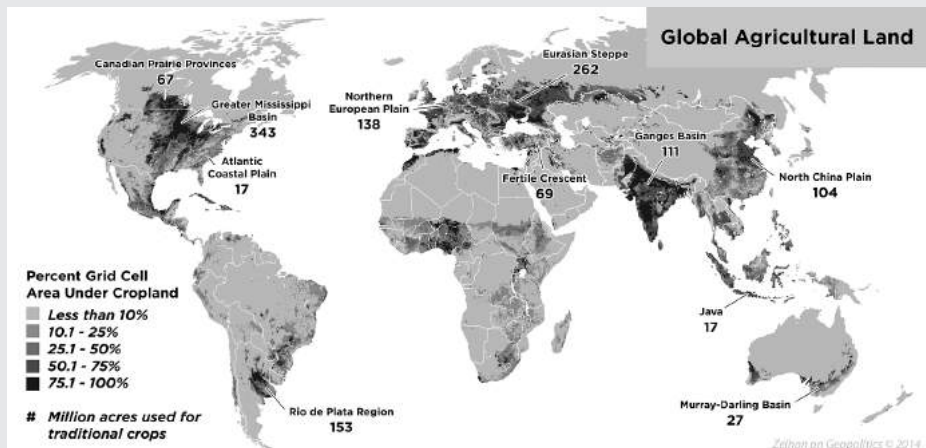 Global Agricultural Land
Canadian Prairie Provinces
67
Greater Mississippi
Basin
343
Atlantic
Coastal Plain
17
Eurasian Steppe
262
Northern
European Plain
138
Ganges Basin
111
Fertile Crescent
69
North China Plain
104
Java
17
Murray-Darling Basin
27
Rio de Plata Region
153
Percent Grid Cell
Area Under Cropland
Less than 10%
10.1 - 25%
25.1 - 50%
50.1 - 75%
75.1 - 100%
# Million acres used for
traditional crops
Zeihan on Geopolitics © 2014